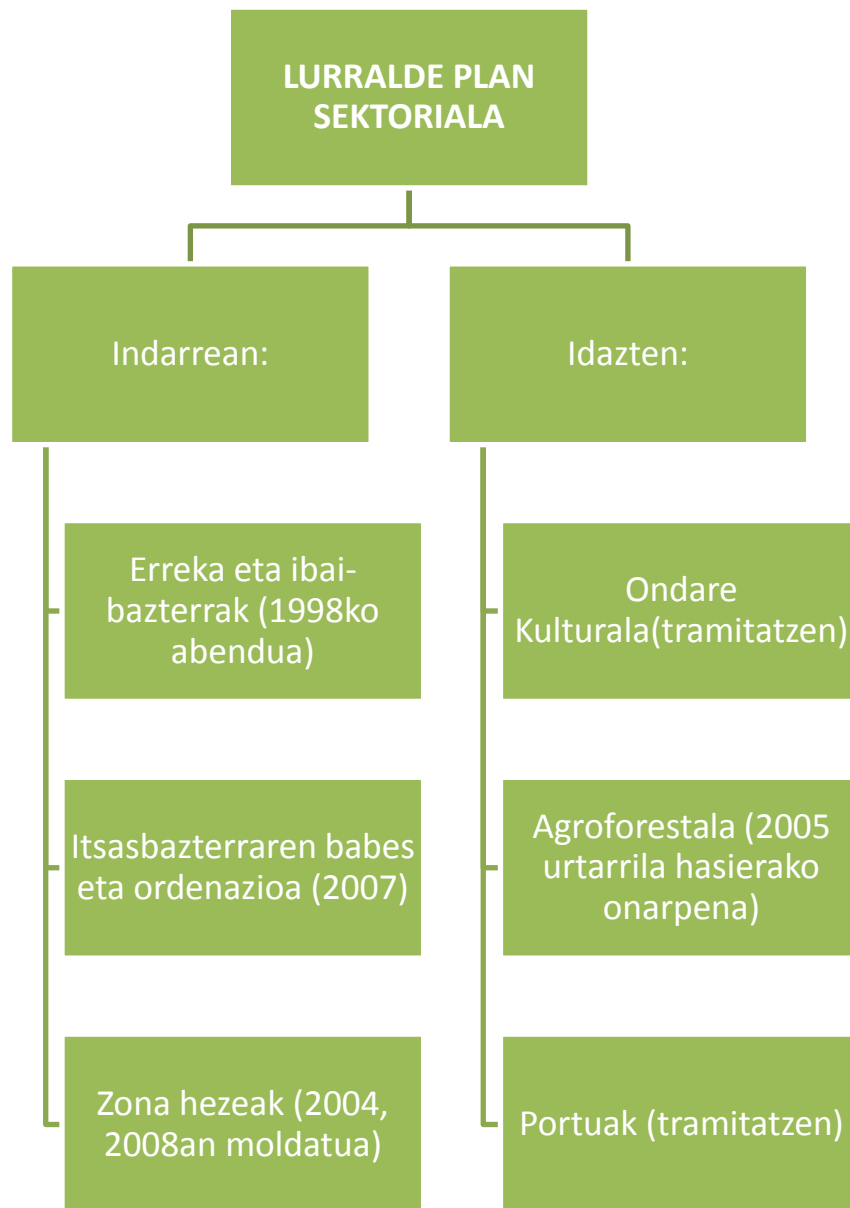 LURRALDE PLAN
SEKTORIALA
Indarrean:
Erreka eta ibai-
bazterrak (1998ko
abendua)
Itsasbazterraren babes
eta ordenazioa (2007)
Zona hezeak (2004,
2008an moldatua)
Idazten:
Ondare
Kulturala(tramitatzen)
Agroforestala (2005
urtarrila hasierako
onarpena)
Portuak (tramitatzen)